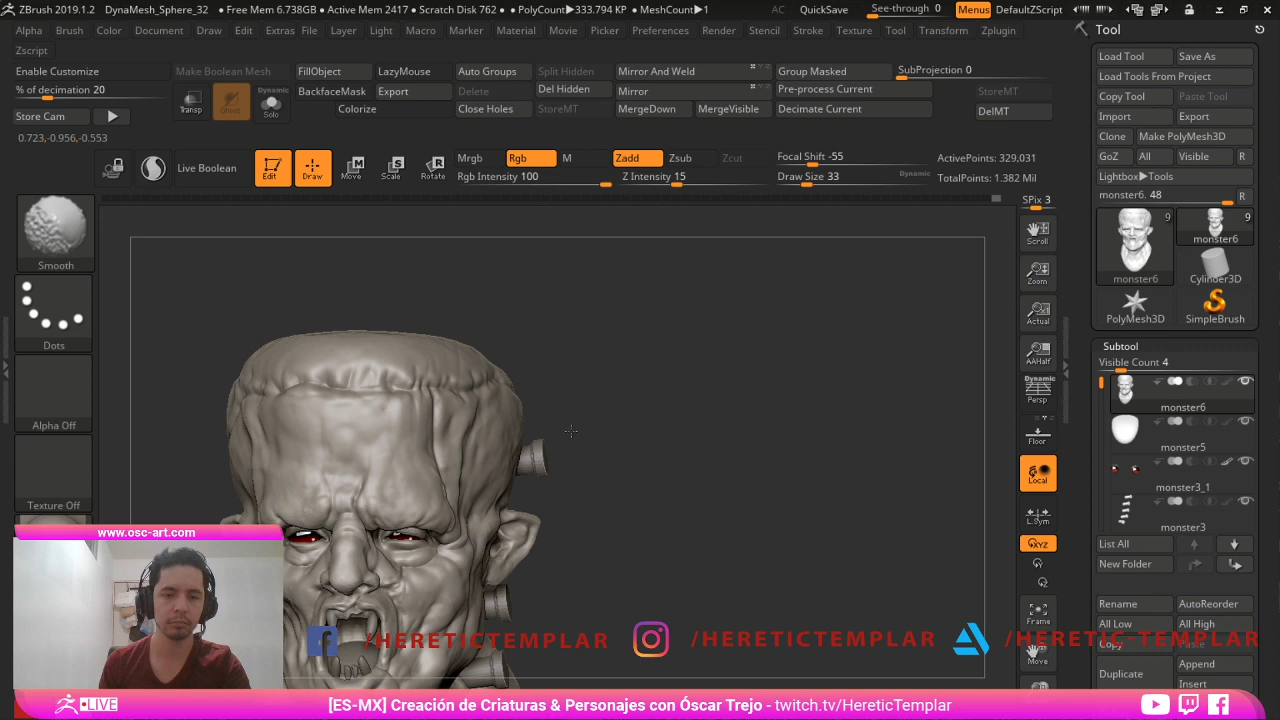 ZBrush 2019.1.2 DynaMesh_Sphere_32 • Free Mem 6.738GB • Active Mem 2417 • Scratch Disk 762 • PolyCount▶333.794 KP • MeshCount▶1 AC QuickSave See-through 0 Menus DefaultZScript
Alpha Brush Color Document Draw Edit Extras File Layer Light Macro Marker Material Movie Picker Preferences Render Stencil Stroke Texture Tool Transform Zplugin
Zscript
Enable Customize Make Boolean Mesh FillObject LazyMouse Auto Groups Split Hidden Mirror And Weld Group Masked SubProjection 0
% of decimation 20 Transp Ghost Dynamic Solo BackfaceMask Export Delete Del Hidden Mirror Pre-process Current StoreMT
Store Cam Colorize Close Holes StoreMT MergeDown MergeVisible Decimate Current DelMT
0.723,-0.956,-0.553
Live Boolean Edit Draw Move Scale Rotate Mrgb Rgb M Zadd Zsub Zcut Focal Shift -55 ActivePoints: 329,031
Rgb Intensity 100 Z Intensity 15 Draw Size 33 Dynamic TotalPoints: 1.382 Mil
Smooth
Dots
Alpha Off
Texture Off
SPix 3
Scroll
Zoom
Actual
AAHalf
Dynamic
Persp
Floor
Local
L.Sym
XYZ
Frame
Move
Tool
Load Tool Save As
Load Tools From Project
Copy Tool Paste Tool
Import Export
Clone Make PolyMesh3D
GoZ All Visible R
Lightbox▶Tools
monster6. 48 R
9 9
monster6
monster6 Cylinder3D
PolyMesh3D SimpleBrush
Subtool
Visible Count 4
monster6
monster5
monster3_1
monster3
List All
New Folder
Rename AutoReorder
All Low All High
Copy Paste
Duplicate Append
Insert
www.osc-art.com
/HERETICTEMPLAR /HERETICTEMPLAR /HERETIC_TEMPLAR
LIVE [ES-MX] Creación de Criaturas & Personajes con Óscar Trejo - twitch.tv/HereticTemplar